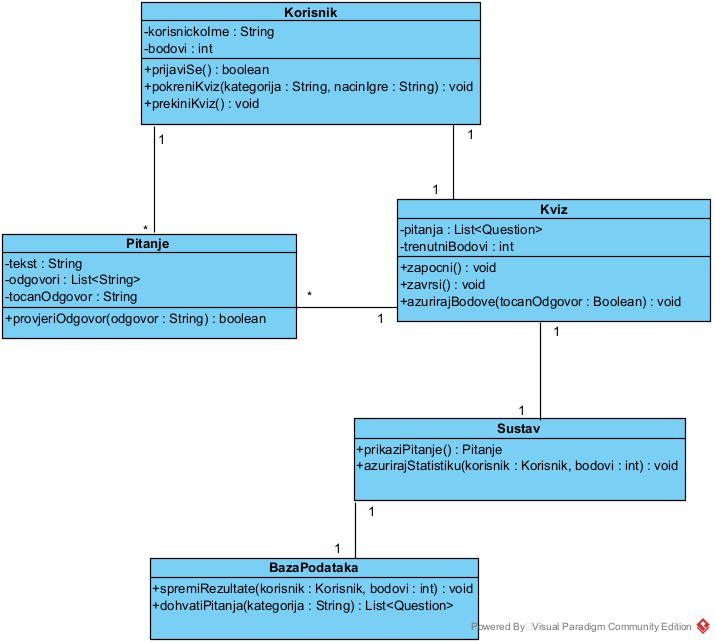 Korisnik
-korisnickoIme : String
-bodovi : int
+prijaviSe() : boolean
+pokreniKviz(kategorija : String, nacinIgre : String) : void
+prekiniKviz() : void
1
1
1
*
Kviz
-pitanja : List<Question>
-trenutniBodovi : int
+zapocni() : void
+zavrsi() : void
+azurirajBodove(tocanOdgovor : Boolean) : void
Pitanje
-tekst : String
-odgovori : List<String>
-tocanOdgovor : String
+provjeriOdgovor(odgovor : String) : boolean
*
1
1
1
Sustav
+prikaziPitanje() : Pitanje
+azurirajStatistiku(korisnik : Korisnik, bodovi : int) : void
1
1
BazaPodataka
+spremiRezultate(korisnik : Korisnik, bodovi : int) : void
+dohvatiPitanja(kategorija : String) : List<Question>
Powered By Visual Paradigm Community Edition